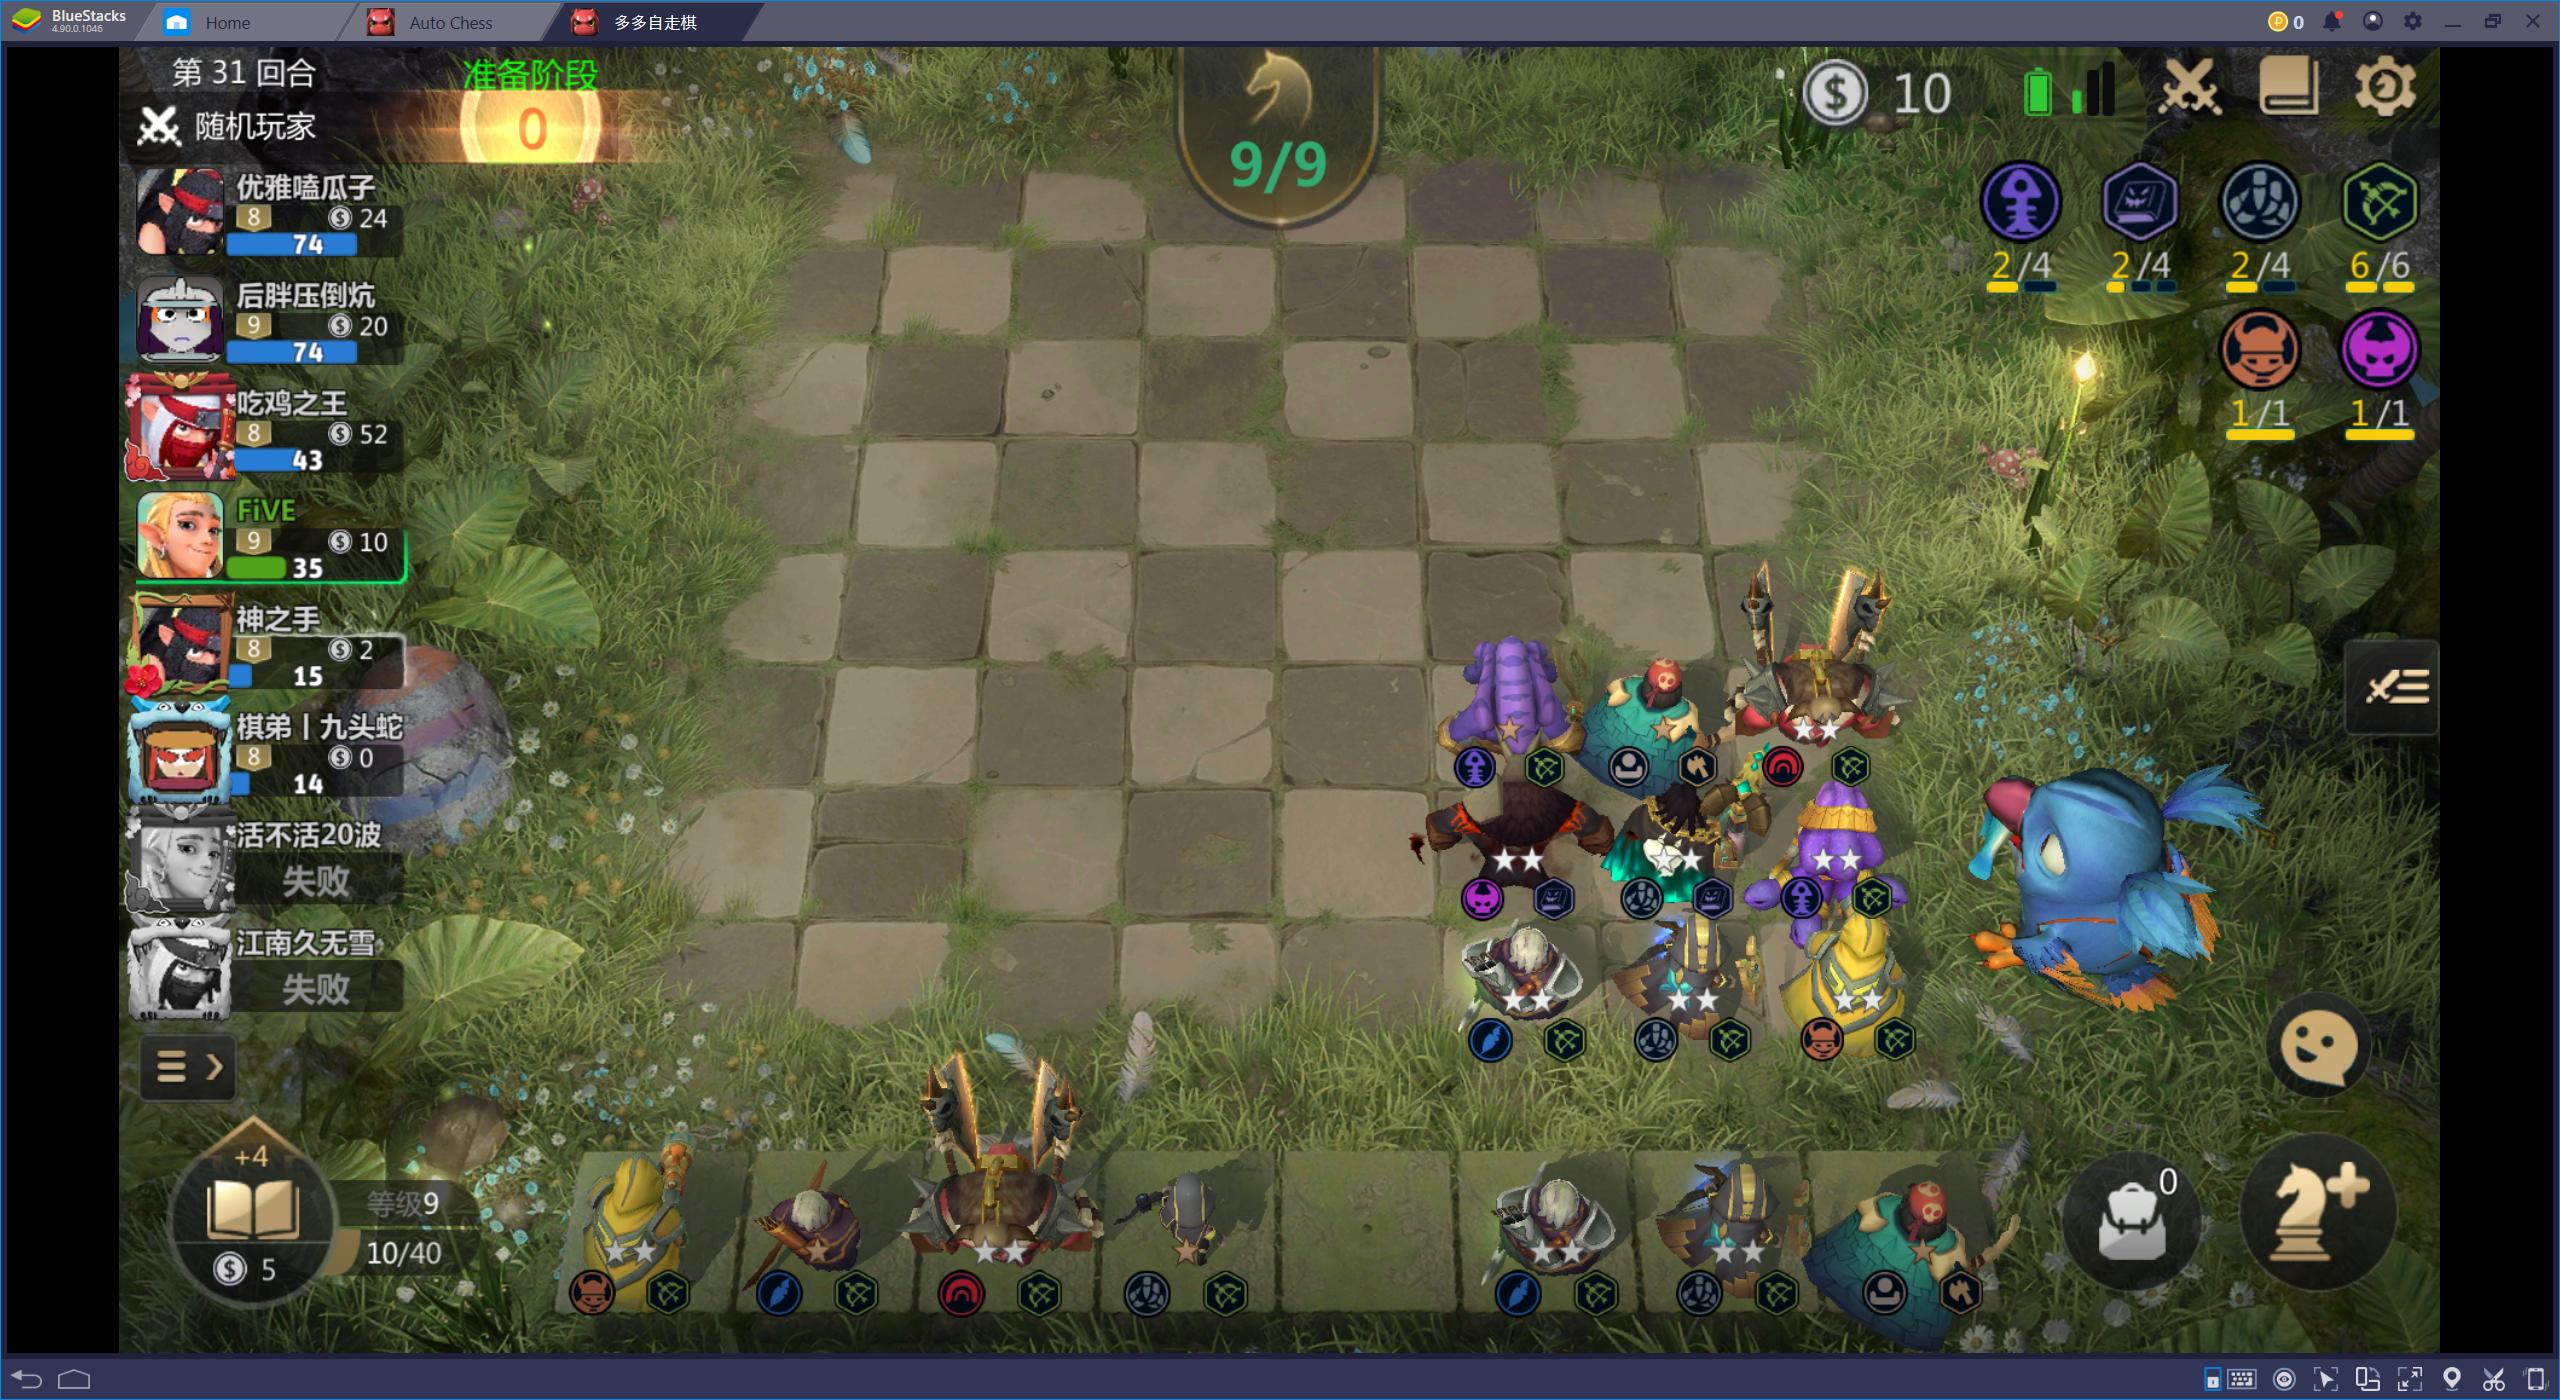 BlueStacks
4.90.0.1046
Home
Auto Chess
多多自走棋
0
第 31 回合
准备阶段
随机玩家
0
9/9
10
优雅嗑瓜子
8
24
74
后胖压倒炕
9
20
74
吃鸡之王
8
52
43
FiVE
9
10
35
神之手
8
2
15
棋弟丨九头蛇
8
0
14
活不活20波
失败
江南久无雪
失败
2/4
2/4
2/4
6/6
1/1
1/1
+4
5
等级9
10/40
0